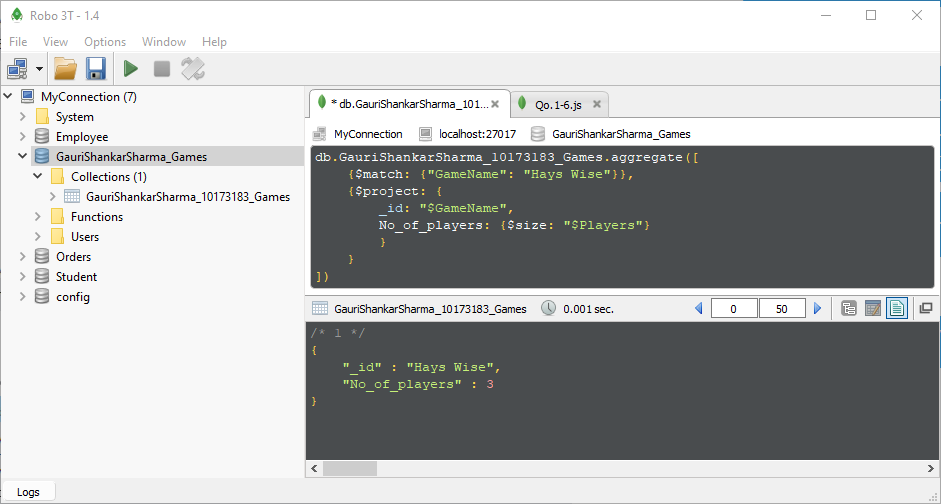 Robo 3T - 1.4
File View Options Window Help
MyConnection (7)
System
Employee
GauriShankarSharma_Games
Collections (1)
GauriShankarSharma_10173183_Games
Functions
Users
Orders
Student
config
* db.GauriShankarSharma_101... Qo.1-6.js
MyConnection localhost:27017 GauriShankarSharma_Games
db.GauriShankarSharma_10173183_Games.aggregate([
{$match: {"GameName": "Hays Wise"}},
{$project: {
_id: "$GameName",
No_of_players: {$size: "$Players"}
}
}
])
GauriShankarSharma_10173183_Games 0.001 sec. 0 50
/* 1 */
{
"_id" : "Hays Wise",
"No_of_players" : 3
}
Logs